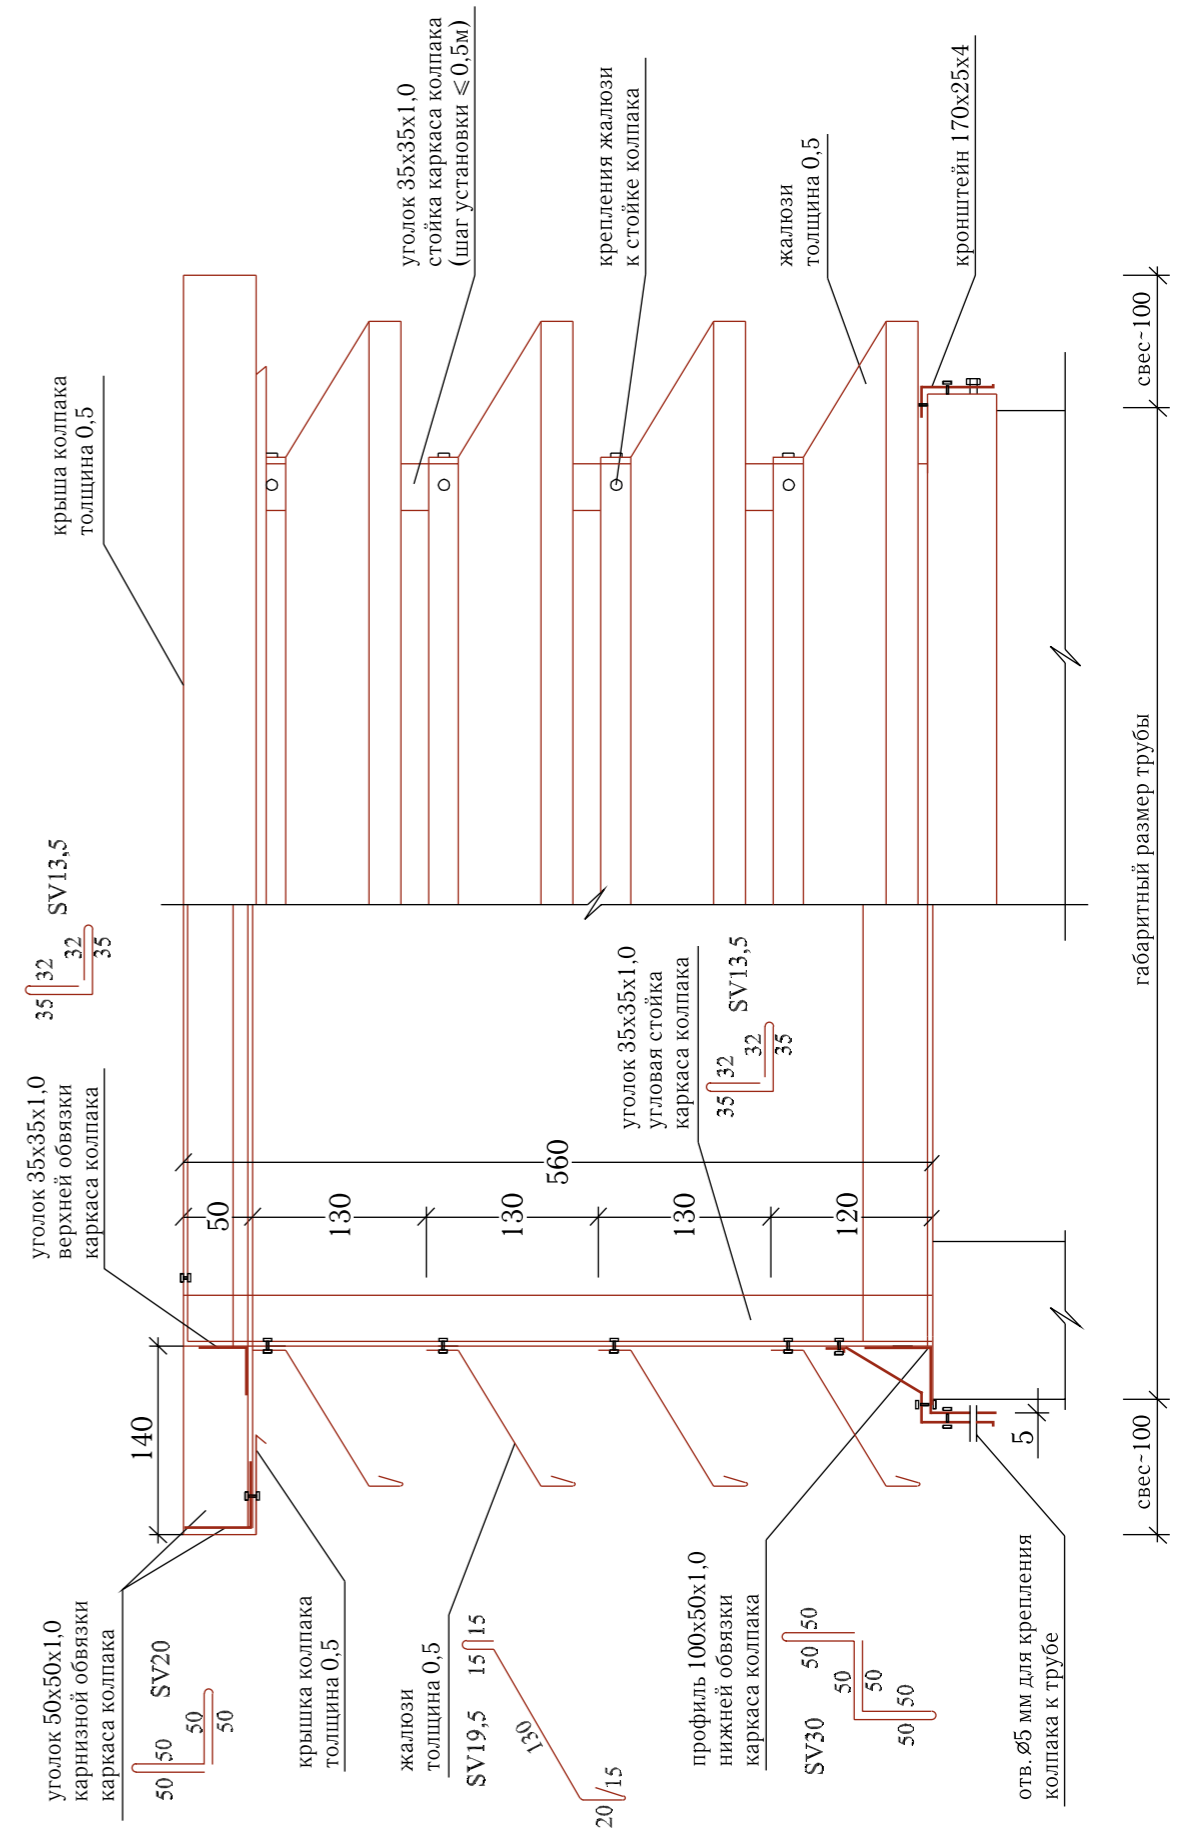 уголок 50х50х1,0
карнизной обвязки
каркаса колпака
SV20
50
50
50
50
140
уголок 35х35х1,0
верхней обвязки
каркаса колпака
35
32
32
35
SV13,5
крыша колпака
толщина 0,5
уголок 35х35х1,0
стойка каркаса колпака
(шаг установки ⩽0,5м)
крышка колпака
толщина 0,5
50
130
130
130
120
560
крепления жалюзи
к стойке колпака
жалюзи
толщина 0,5
SV19,5
15
15
130
20
15
уголок 35х35х1,0
угловая стойка
каркаса колпака
35
32
32
35
SV13,5
жалюзи
толщина 0,5
профиль 100х50х1,0
нижней обвязки
каркаса колпака
SV30
50
50
50
50
50
50
кронштейн 170х25х4
отв. Ø5 мм для крепления
колпака к трубе
5
свес~100
габаритный размер трубы
свес~100